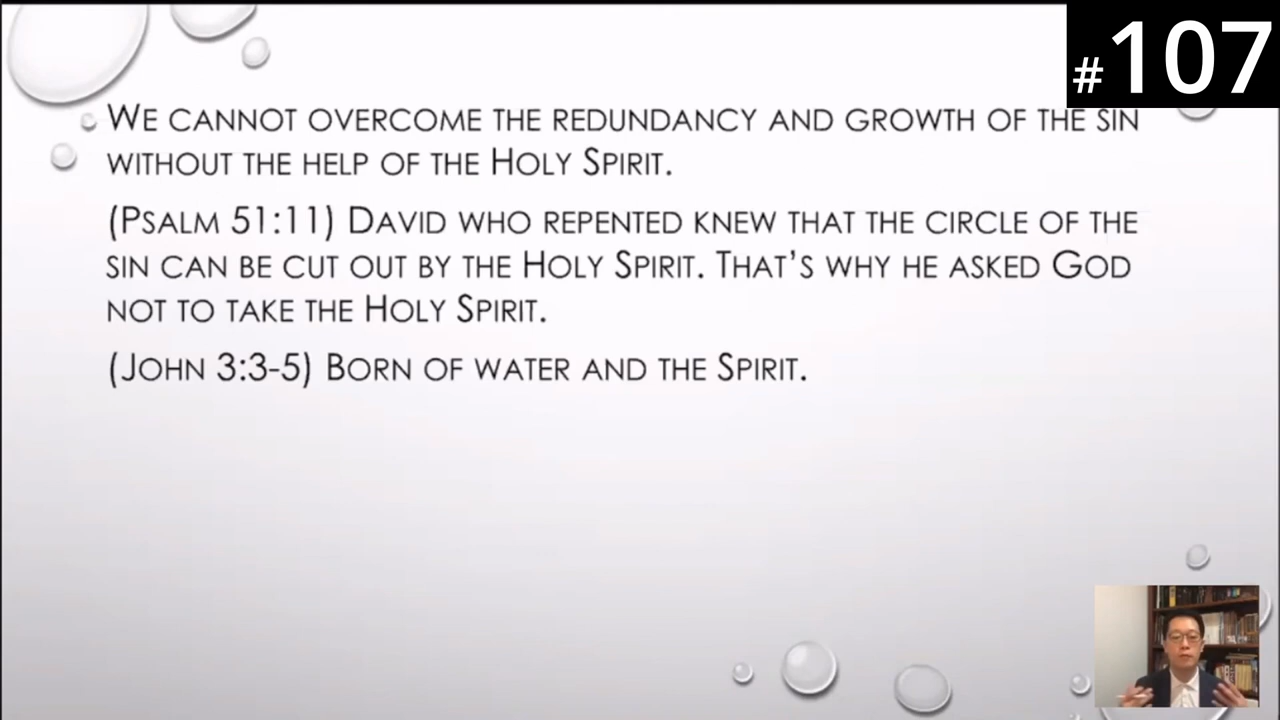 #107
We cannot overcome the redundancy and growth of the sin
without the help of the Holy Spirit.
(Psalm 51:11) David who repented knew that the circle of the
sin can be cut out by the Holy Spirit. That's why he asked God
not to take the Holy Spirit.
(John 3:3-5) Born of water and the Spirit.